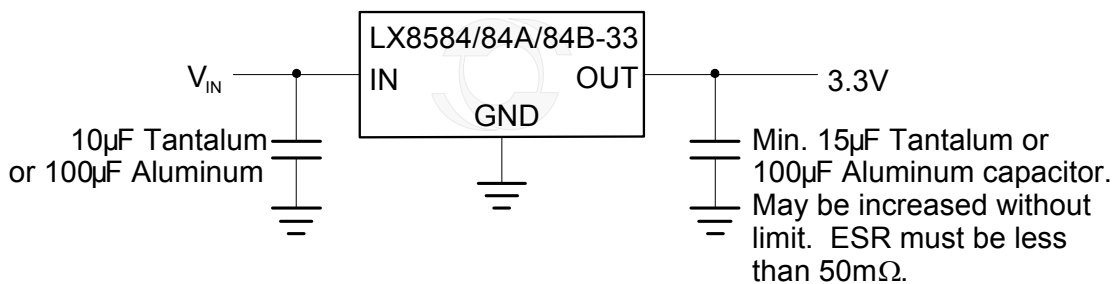 LX8584/84A/84B-33
VIN
IN
OUT
3.3V
GND
10µF Tantalum
or 100µF Aluminum
Min. 15µF Tantalum or
100µF Aluminum capacitor.
May be increased without
limit. ESR must be less
than 50mΩ.